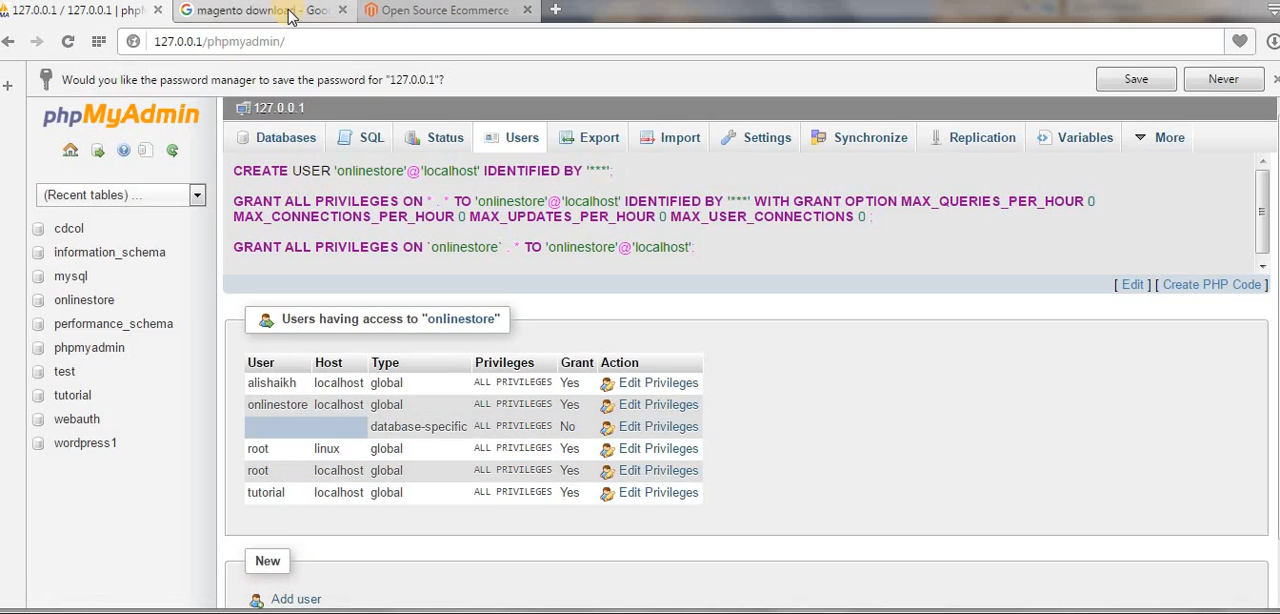 127.0.0.1 / 127.0.0.1 | phpM
magento download - Goo
Open Source Ecommerce
127.0.0.1/phpmyadmin/
Would you like the password manager to save the password for "127.0.0.1"?
Save
Never
phpMyAdmin
(Recent tables) ...
cdcol
information_schema
mysql
onlinestore
performance_schema
phpmyadmin
test
tutorial
webauth
wordpress1
127.0.0.1
Databases SQL Status Users Export Import Settings Synchronize Replication Variables More
CREATE USER 'onlinestore'@'localhost' IDENTIFIED BY '***';
GRANT ALL PRIVILEGES ON * . * TO 'onlinestore'@'localhost' IDENTIFIED BY '***' WITH GRANT OPTION MAX_QUERIES_PER_HOUR 0
MAX_CONNECTIONS_PER_HOUR 0 MAX_UPDATES_PER_HOUR 0 MAX_USER_CONNECTIONS 0 ;
GRANT ALL PRIVILEGES ON `onlinestore` . * TO 'onlinestore'@'localhost';
[ Edit ] [ Create PHP Code ]
Users having access to "onlinestore"
User Host Type Privileges Grant Action
alishaikh localhost global ALL PRIVILEGES Yes Edit Privileges
onlinestore localhost global ALL PRIVILEGES Yes Edit Privileges
database-specific ALL PRIVILEGES No Edit Privileges
root linux global ALL PRIVILEGES Yes Edit Privileges
root localhost global ALL PRIVILEGES Yes Edit Privileges
tutorial localhost global ALL PRIVILEGES Yes Edit Privileges
New
Add user